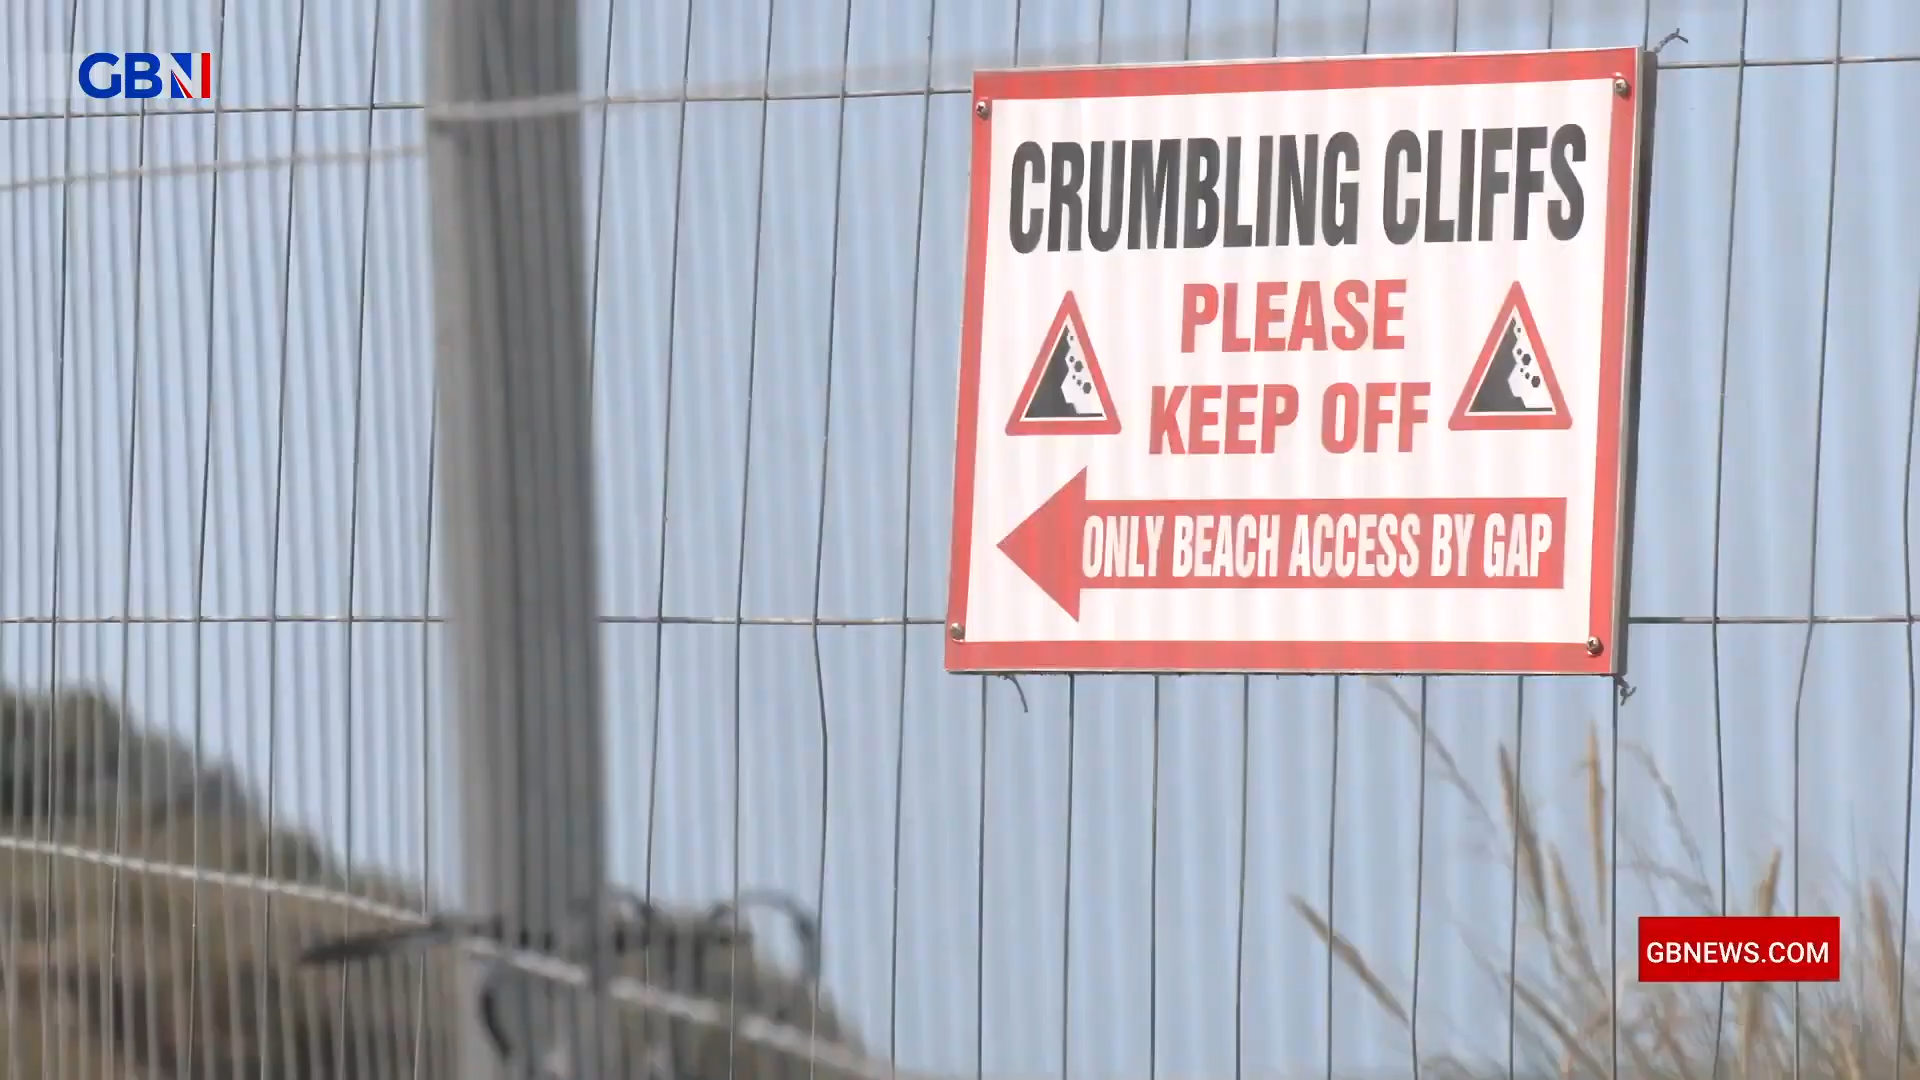 GBN
CRUMBLING CLIFFS
PLEASE
KEEP OFF
ONLY BEACH ACCESS BY GAP
GBNEWS.COM